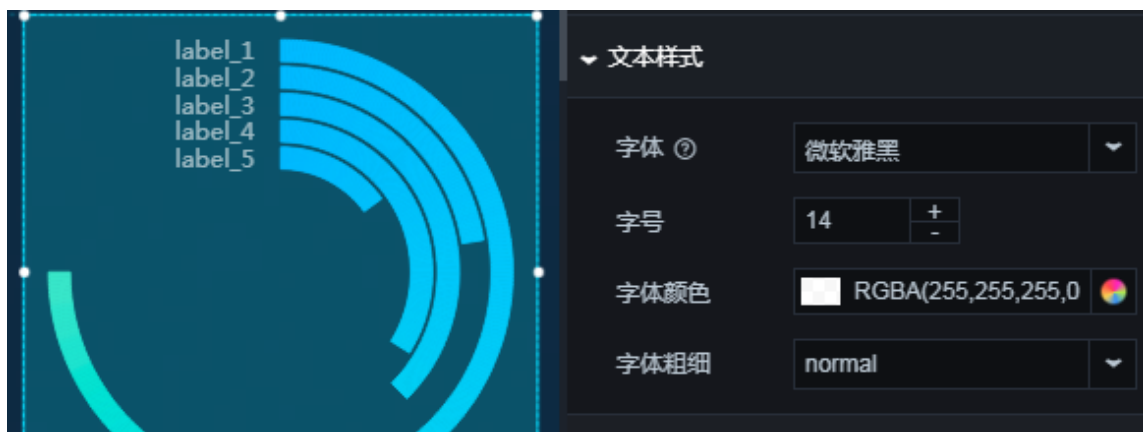 label_1
label_2
label_3
label_4
label_5
文本样式
字体
微软雅黑
字号
14
+
-
字体颜色
RGBA(255,255,255,0
字体粗细
normal